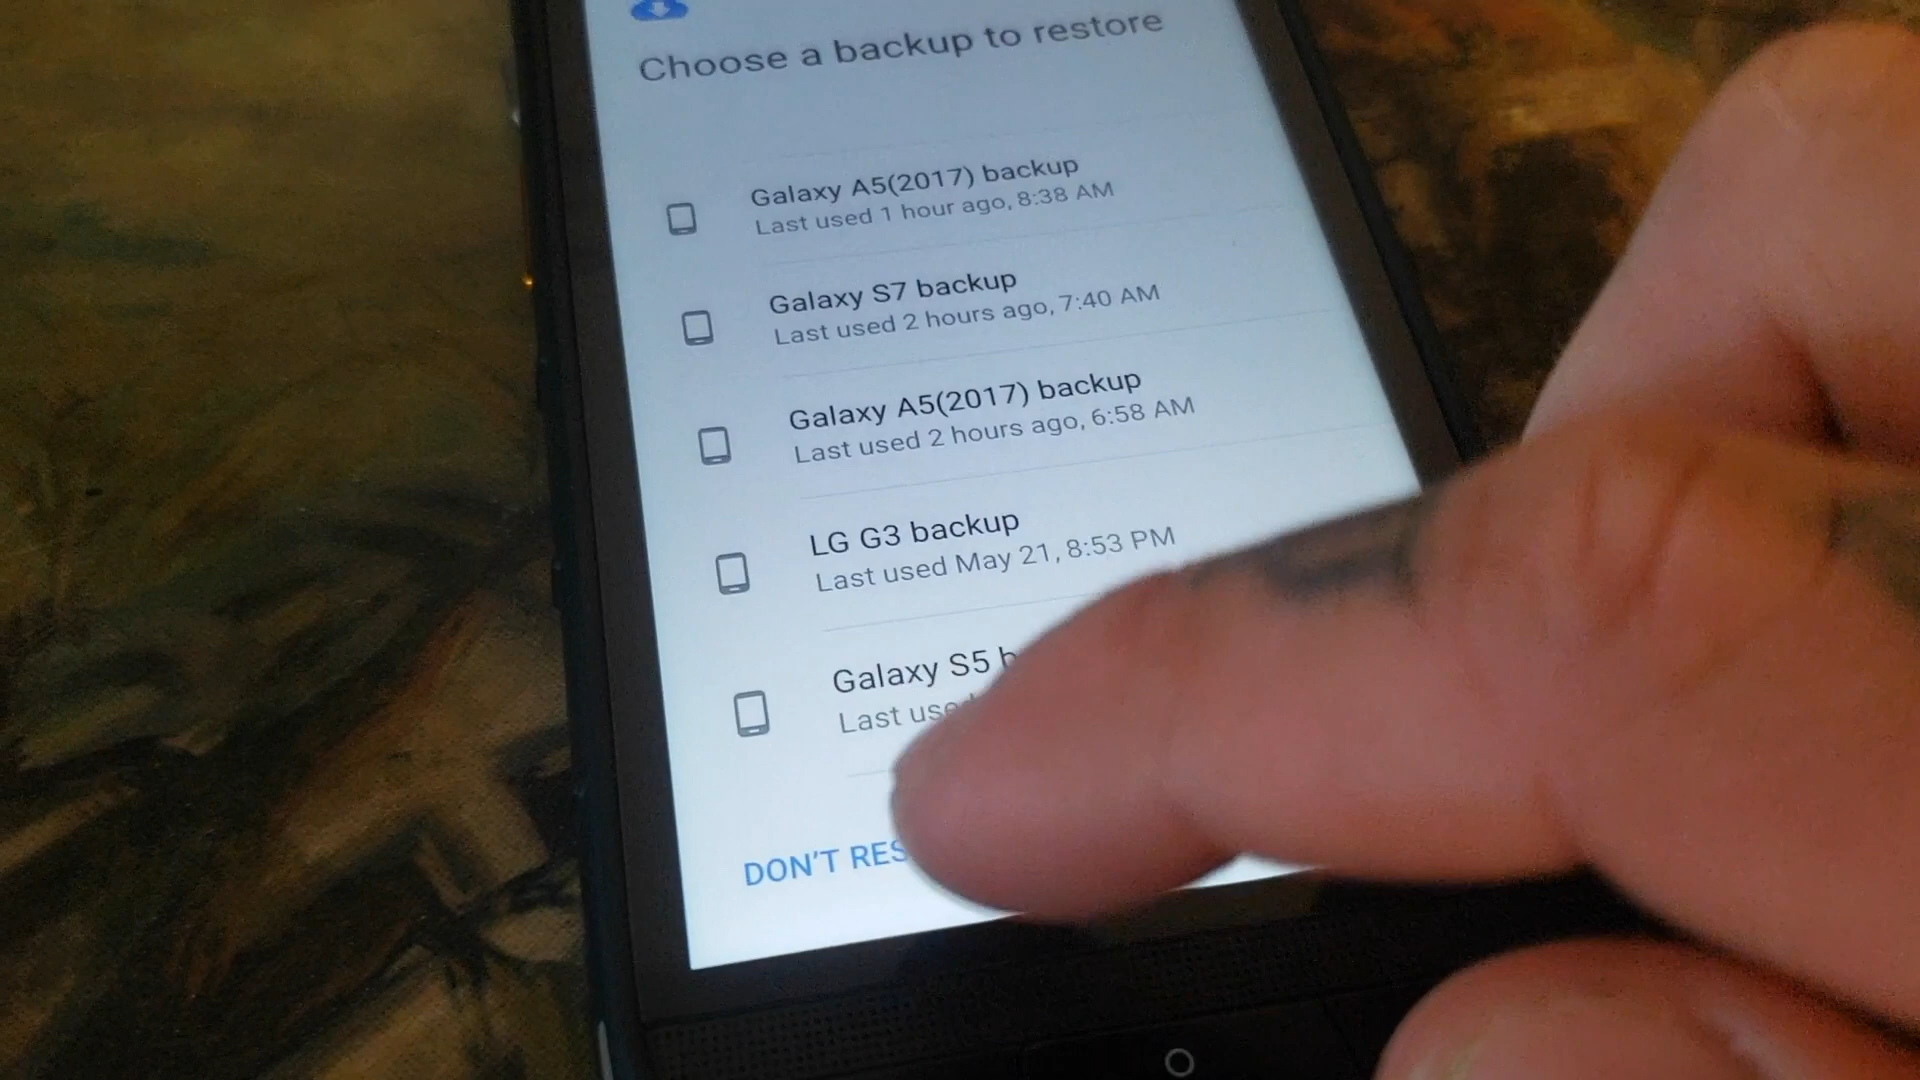 Choose a backup to restore
Galaxy A5(2017) backup
Last used 1 hour ago, 8:38 AM
Galaxy S7 backup
Last used 2 hours ago, 7:40 AM
Galaxy A5(2017) backup
Last used 2 hours ago, 6:58 AM
LG G3 backup
Last used May 21, 8:53 PM
Galaxy S5
Last
DON'T